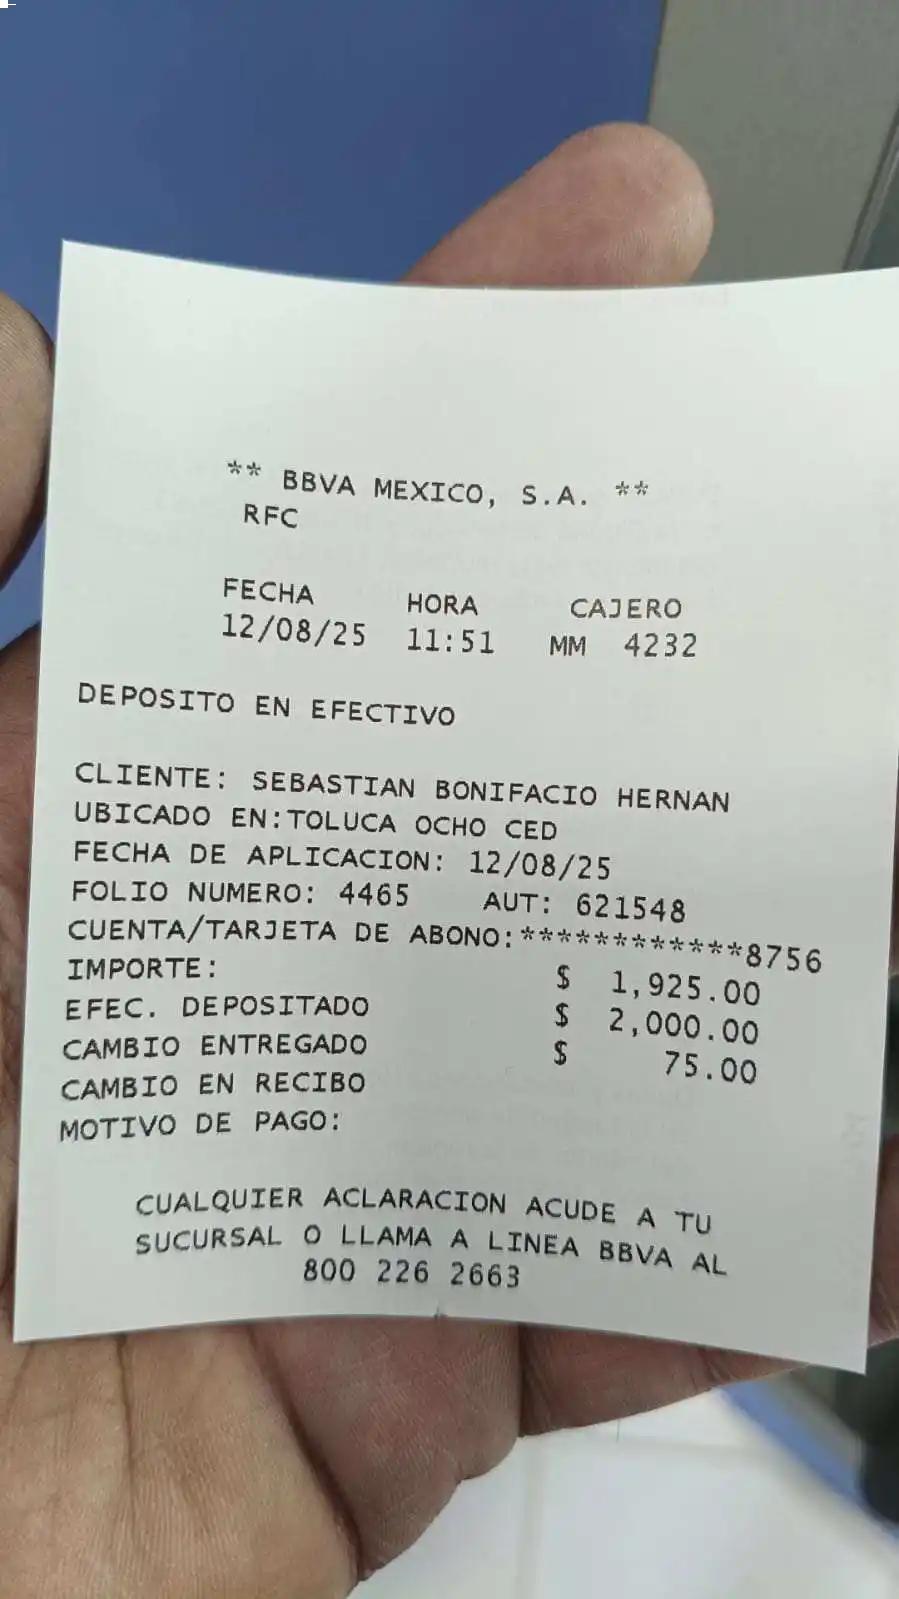 ** BBVA MEXICO, S.A. **
RFC
FECHA HORA CAJERO
12/08/25 11:51 MM 4232
DEPOSITO EN EFECTIVO
CLIENTE: SEBASTIAN BONIFACIO HERNAN
UBICADO EN:TOLUCA OCHO CED
FECHA DE APLICACION: 12/08/25
FOLIO NUMERO: 4465 AUT: 621548
CUENTA/TARJETA DE ABONO:************8756
IMPORTE: $ 1,925.00
EFEC. DEPOSITADO $ 2,000.00
CAMBIO ENTREGADO $ 75.00
CAMBIO EN RECIBO
MOTIVO DE PAGO:
CUALQUIER ACLARACION ACUDE A TU
SUCURSAL O LLAMA A LINEA BBVA AL
800 226 2663